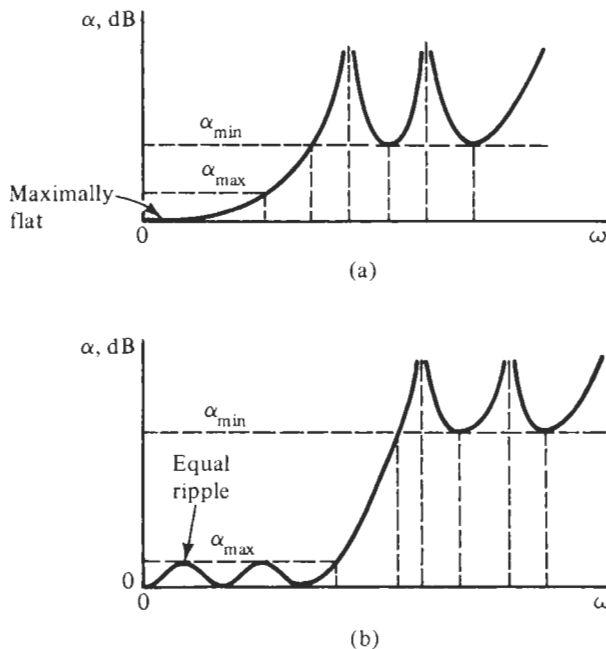 α, dB
α_min
α_max
Maximally
flat
0
ω
(a)
α, dB
α_min
Equal
ripple
α_max
0
0
ω
(b)